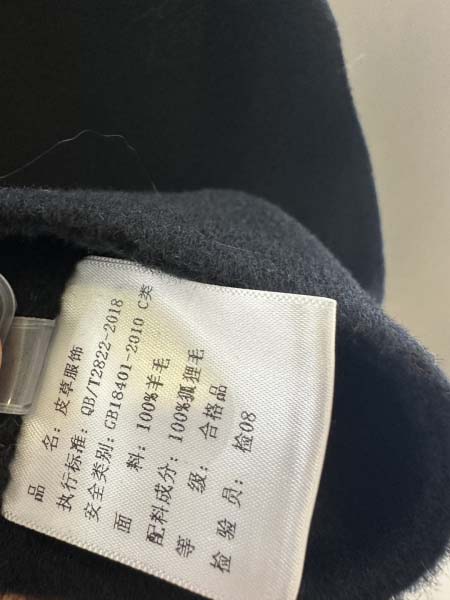 品 名：皮草服饰
执行标准：QB/T2822-2018
安全类别：GB18401-2010 C类
面 料：100%羊毛
配料成分：100%狐狸毛
等 级：合格品
检 验 员：检08